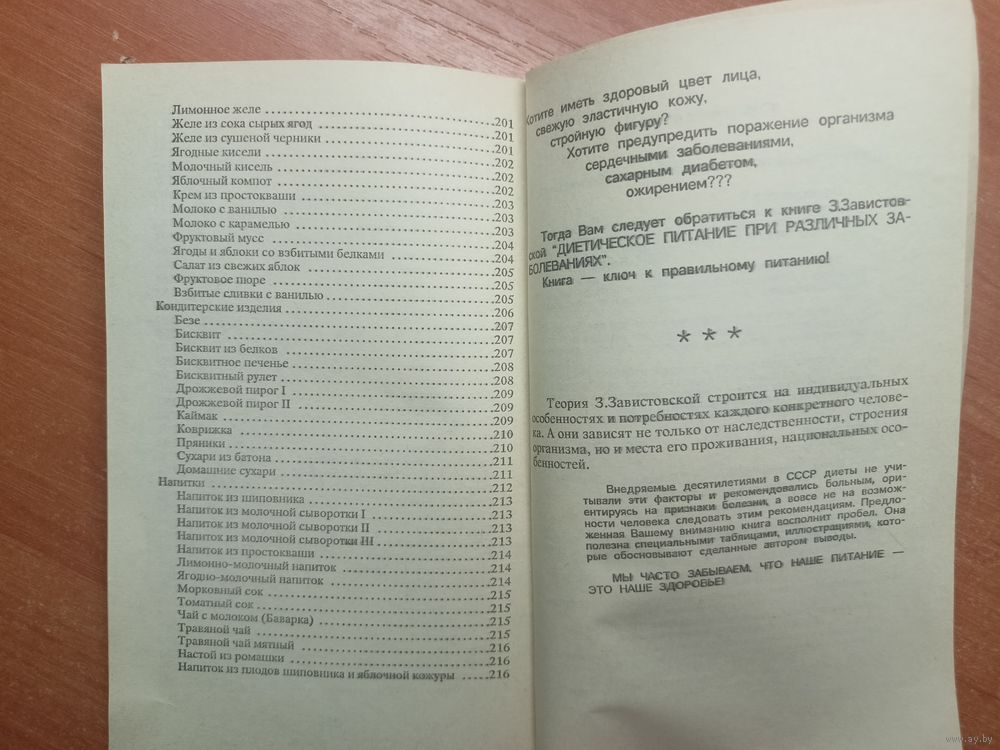 Лимонное желе ........ 201
Желе из сока сырых ягод ........ 201
Желе из сушеной черники ........ 201
Ягодные кисели ........ 202
Молочный кисель ........ 202
Яблочный компот ........ 202
Крем из простокваши ........ 203
Молоко с ванилью ........ 203
Молоко с карамелью ........ 203
Фруктовый мусс ........ 204
Ягоды и яблоки со взбитыми белками ........ 204
Салат из свежих яблок ........ 205
Фруктовое пюре ........ 205
Взбитые сливки с ванилью ........ 205
Кондитерские изделия ........ 206
Безе ........ 207
Бисквит ........ 207
Бисквит из белков ........ 207
Бисквитное печенье ........ 208
Бисквитный рулет ........ 208
Дрожжевой пирог I ........ 209
Дрожжевой пирог II ........ 209
Каймак ........ 209
Коврижка ........ 210
Пряники ........ 210
Сухари из батона ........ 211
Домашние сухари ........ 211
Напитки ........ 212
Напиток из шиповника ........ 213
Напиток из молочной сыворотки I ........ 213
Напиток из молочной сыворотки II ........ 213
Напиток из молочной сыворотки III ........ 213
Напиток из простокваши ........ 214
Лимонно-молочный напиток ........ 214
Ягодно-молочный напиток ........ 214
Морковный сок ........ 215
Томатный сок ........ 215
Чай с молоком (Баварка) ........ 215
Травяной чай ........ 215
Травяной чай мятный ........ 216
Настой из ромашки ........ 216
Напиток из плодов шиповника и яблочной кожуры ..... 216
Хотите иметь здоровый цвет лица,
свежую эластичную кожу,
стройную фигуру?
Хотите предупредить поражение организма
сердечными заболеваниями,
сахарным диабетом,
ожирением???
Тогда Вам следует обратиться к книге З.Завистов-
ской "ДИЕТИЧЕСКОЕ ПИТАНИЕ ПРИ РАЗЛИЧНЫХ ЗА-
БОЛЕВАНИЯХ".
Книга — ключ к правильному питанию!
* * *
Теория З.Завистовской строится на индивидуальных
особенностях и потребностях каждого конкретного челове-
ка. А они зависят не только от наследственности, строения
организма, но и места его проживания, национальных осо-
бенностей.
Внедряемые десятилетиями в СССР диеты не учи-
тывали эти факторы и рекомендовались больным, ори-
ентируясь на признаки болезни, а вовсе не на возмож-
ности человека следовать этим рекомендациям. Предло-
женная Вашему вниманию книга восполнит пробел. Она
полезна специальными таблицами, иллюстрациями, кото-
рые обосновывают сделанные автором выводы.
МЫ ЧАСТО ЗАБЫВАЕМ, ЧТО НАШЕ ПИТАНИЕ —
ЭТО НАШЕ ЗДОРОВЬЕ!
www.ay.by